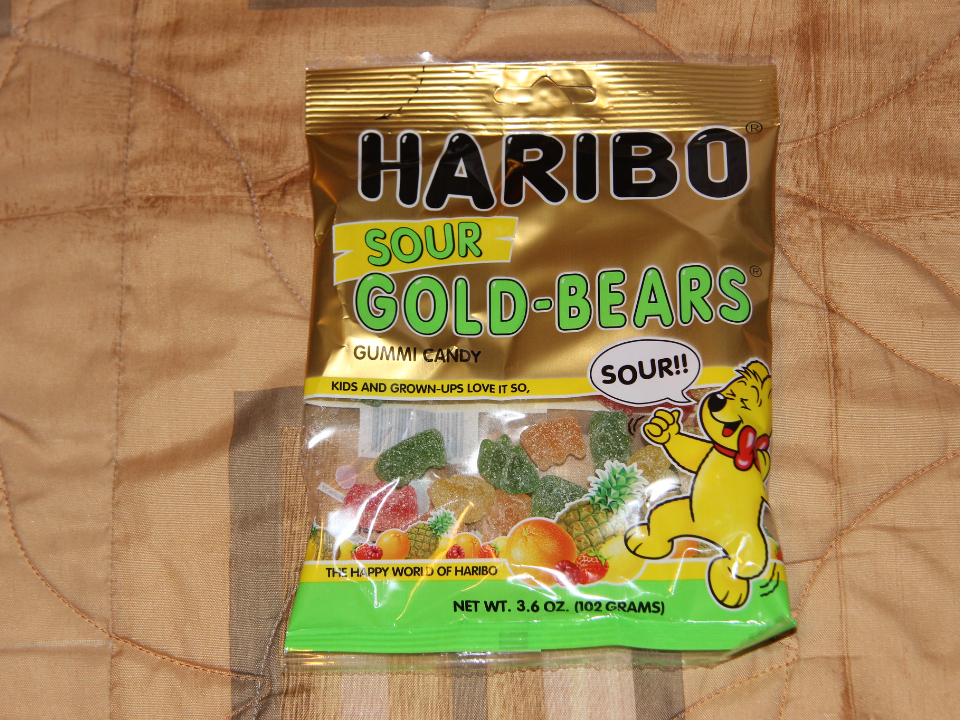 HARIBO®
SOUR
GOLD-BEARS®
GUMMI CANDY
SOUR!!
KIDS AND GROWN-UPS LOVE IT SO,
THE HAPPY WORLD OF HARIBO
NET WT. 3.6 OZ. (102 GRAMS)